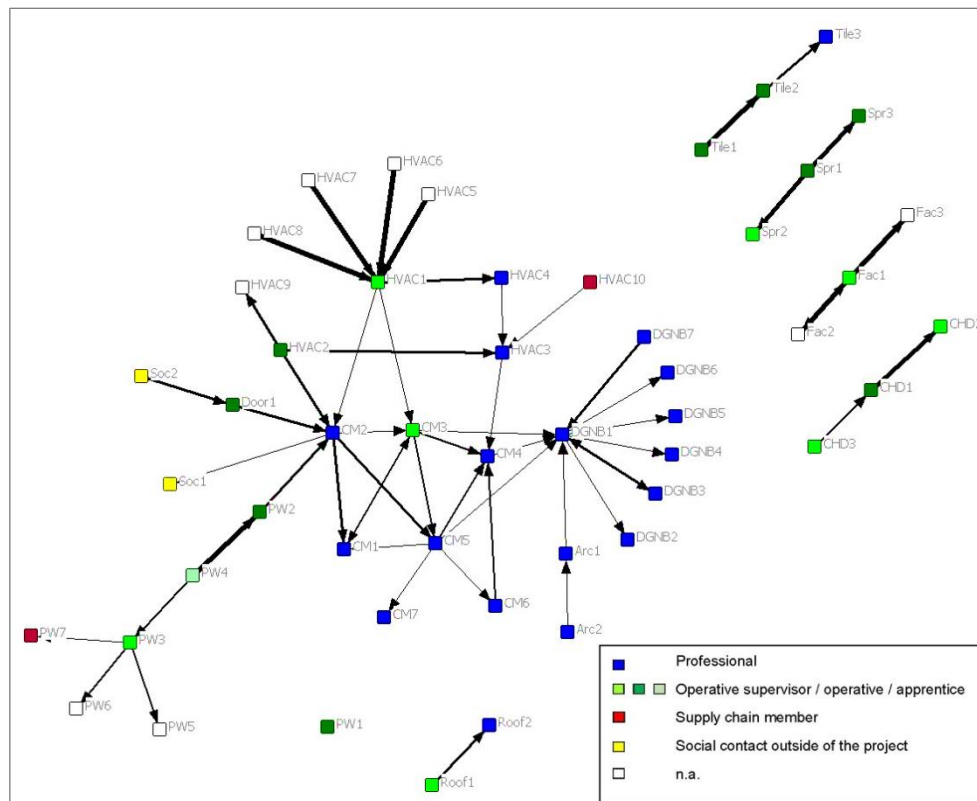 Tile3
Tile2
Spr3
Tile1
HVAC6
HVAC7
Spr1
HVAC5
Fac3
HVAC8
Spr2
HVAC4
HVAC10
HVAC1
Fac1
HVAC9
CHD2
DGNB7
Fac2
HVAC2
HVAC3
DGNB6
Soc2
CHD1
Door1
DGNB5
CM2
CM3
DGNB1
CHD3
CM4
DGNB4
Soc1
DGNB3
PW2
DGNB2
CM1
CM5
Arc1
PW4
CM6
CM7
Arc2
PW7
PW3
Professional
Operative supervisor / operative / apprentice
PW6
Supply chain member
PW5
PW1
Roof2
Social contact outside of the project
n.a.
Roof1